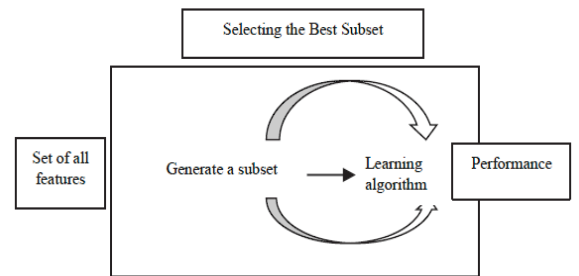 Selecting the Best Subset
Set of all
features
Generate a subset
Learning
algorithm
Performance